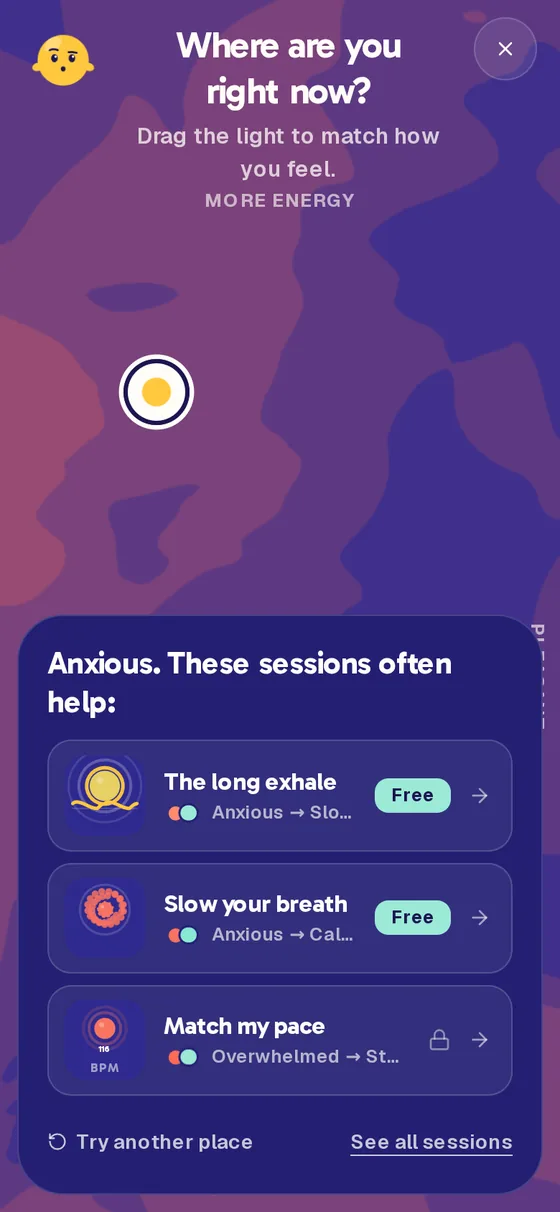 Where are you
right now?
Drag the light to match how
you feel.
MORE ENERGY
Anxious. These sessions often
help:
The long exhale
Anxious → Slo...
Free
Slow your breath
Anxious → Cal...
Free
Match my pace
Overwhelmed → St...
116
BPM
Try another place
See all sessions